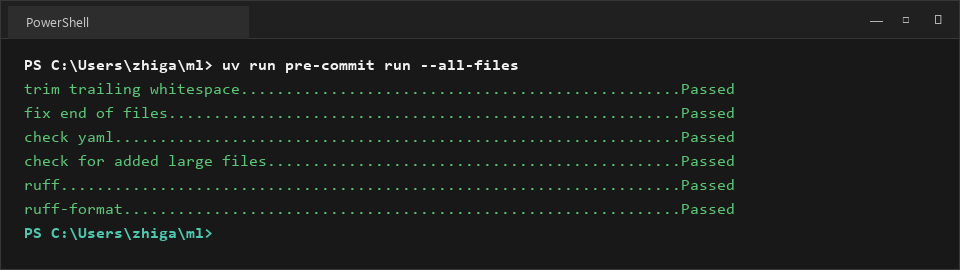 PowerShell
PS C:\Users\zhiga\ml> uv run pre-commit run --all-files
trim trailing whitespace.................................................Passed
fix end of files.........................................................Passed
check yaml...............................................................Passed
check for added large files..............................................Passed
ruff.....................................................................Passed
ruff-format..............................................................Passed
PS C:\Users\zhiga\ml>